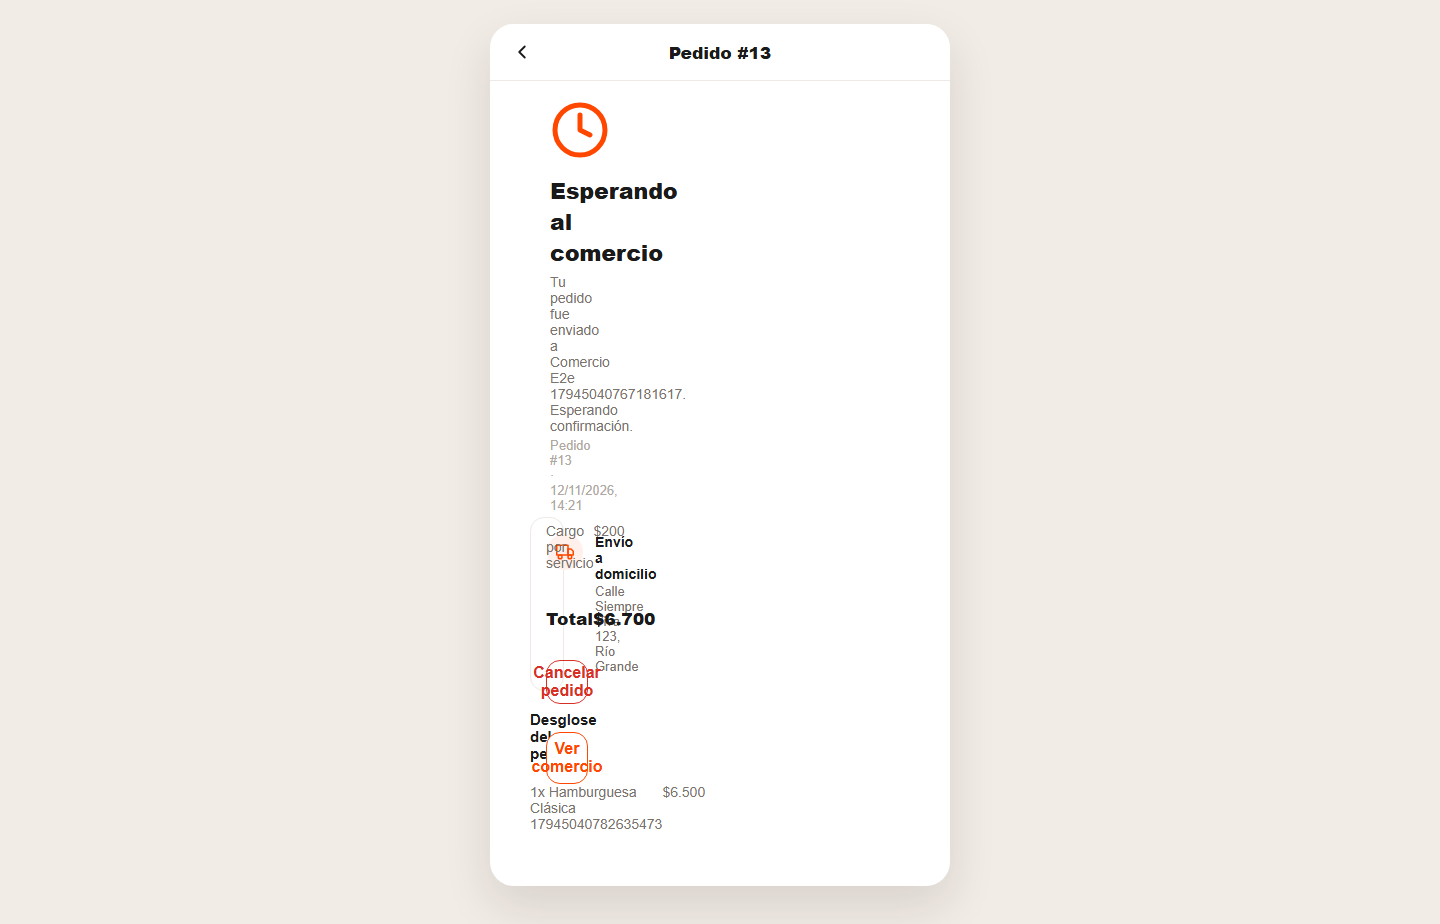 Pedido #13
Esperando
al
comercio
Tu
pedido
fue
enviado
a
Comercio
E2e
17945040767181617.
Esperando
confirmación.
Pedido
#13
·
12/11/2026,
14:21
Cargo $200
por
servicio
Envío
a
domicilio
Calle
Siempre
123,
Río
Grande
Total $6.700
Cancelar
pedido
Desglose
del
Ver
comercio
1x Hamburguesa $6.500
Clásica
17945040782635473